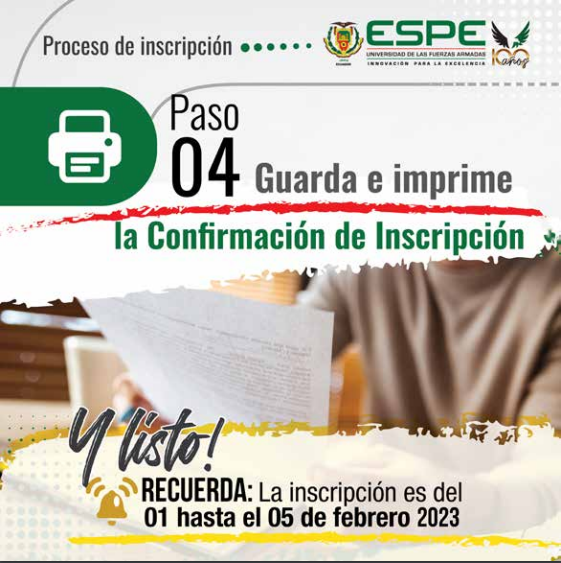 Proceso de inscripción
ESPE
UNIVERSIDAD DE LAS FUERZAS ARMADAS
INNOVACIÓN PARA LA EXCELENCIA
ECUADOR
100 años
Paso
04 Guarda e imprime
la Confirmación de Inscripción
Y listo!
RECUERDA: La inscripción es del
01 hasta el 05 de febrero 2023